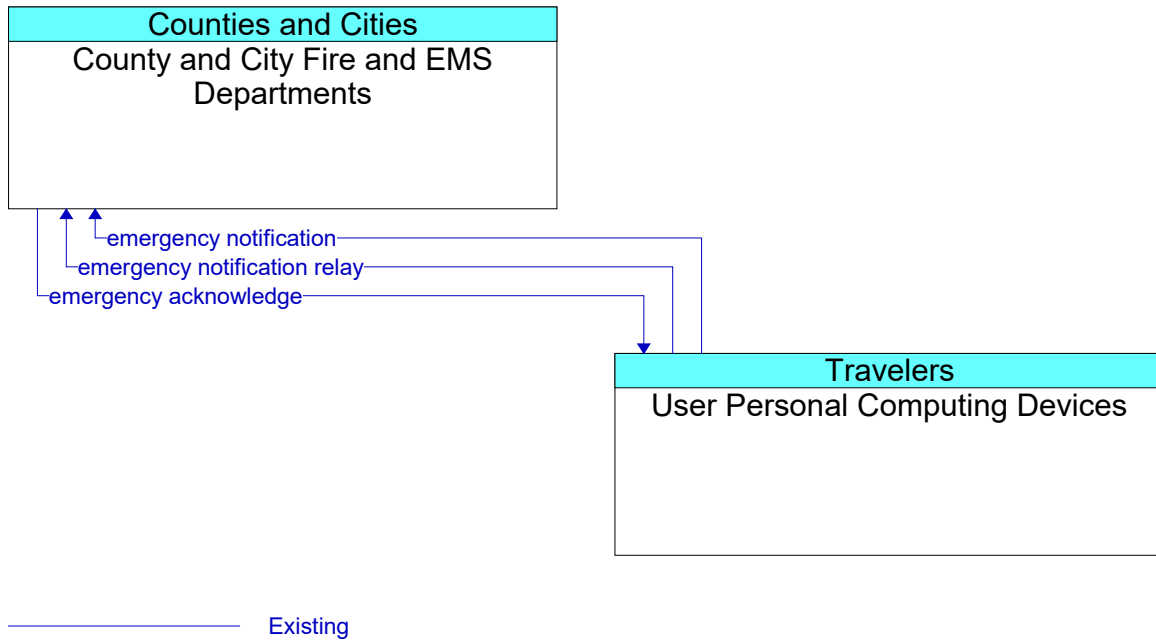 Counties and Cities
County and City Fire and EMS
Departments
emergency notification
emergency notification relay
emergency acknowledge
Travelers
User Personal Computing Devices
Existing